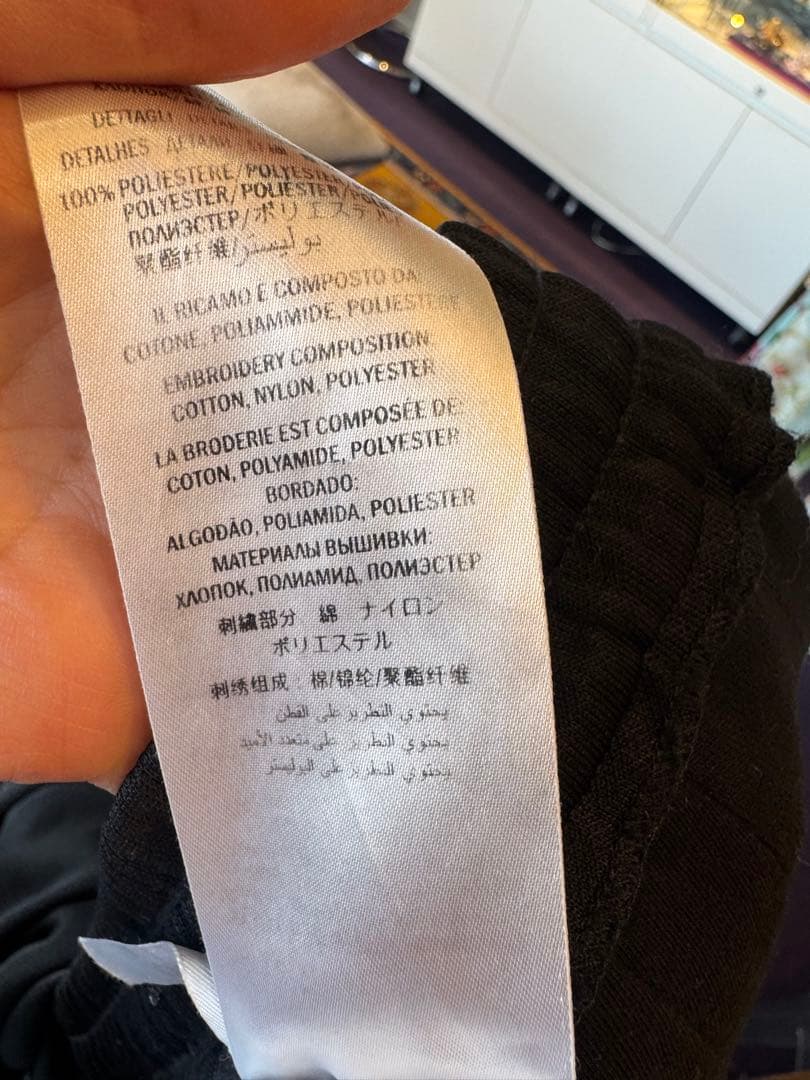 DETTAGLI
DETALHES
100% POLIESTERE/POLYESTER
POLYESTER/POLIÉSTER/
ПОЛИЭСТЕР/ポリエステル
聚酯纤维/بوليستر
IL RICAMO È COMPOSTO DA
COTONE, POLIAMMIDE, POLIESTERE
EMBROIDERY COMPOSITION
COTTON, NYLON, POLYESTER
LA BRODERIE EST COMPOSÉE DE:
COTON, POLYAMIDE, POLYESTER
BORDADO:
ALGODÃO, POLIAMIDA, POLIESTER
МАТЕРИАЛЫ ВЫШИВКИ:
ХЛОПОК, ПОЛИАМИД, ПОЛИЭСТЕР
刺繍部分 綿 ナイロン
ポリエステル
刺绣组成:棉/锦纶/聚酯纤维
يحتوي التطريز على القطن
يحتوي التطريز على متعدد الأميد
يحتوي التطريز على البوليستر